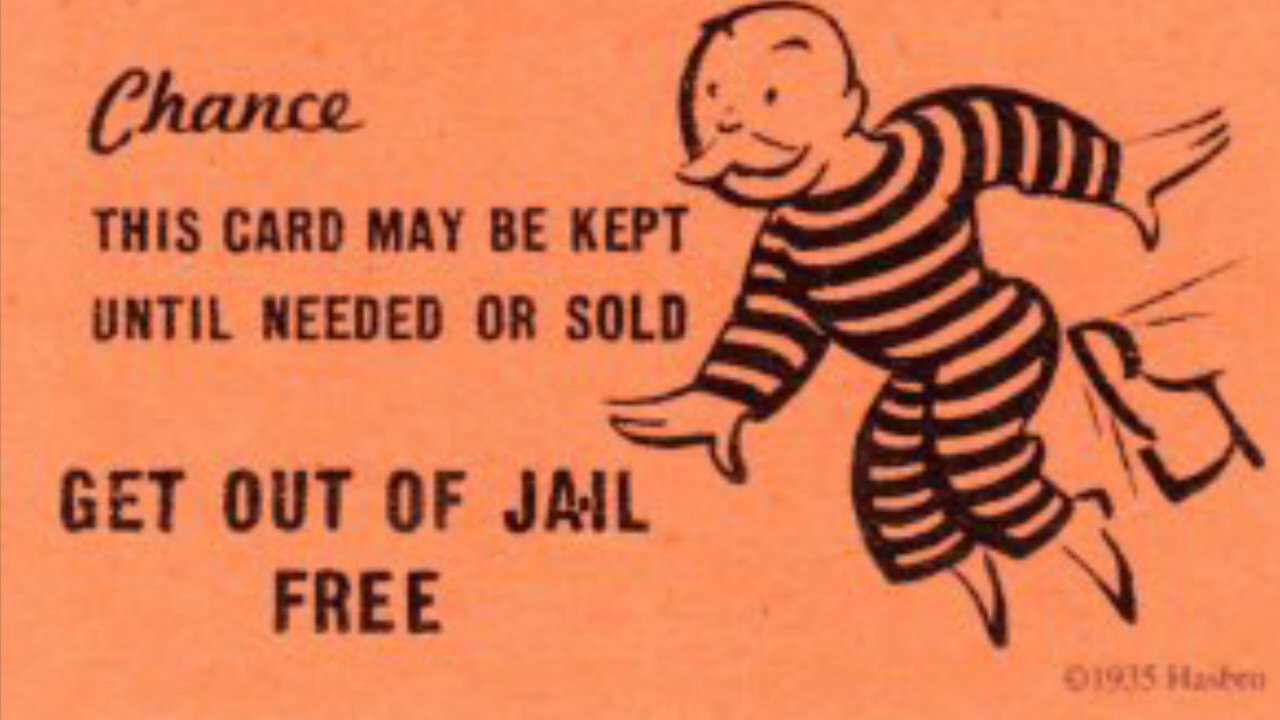 Chance
THIS CARD MAY BE KEPT
UNTIL NEEDED OR SOLD
GET OUT OF JAIL
FREE
©1935 Hasbro